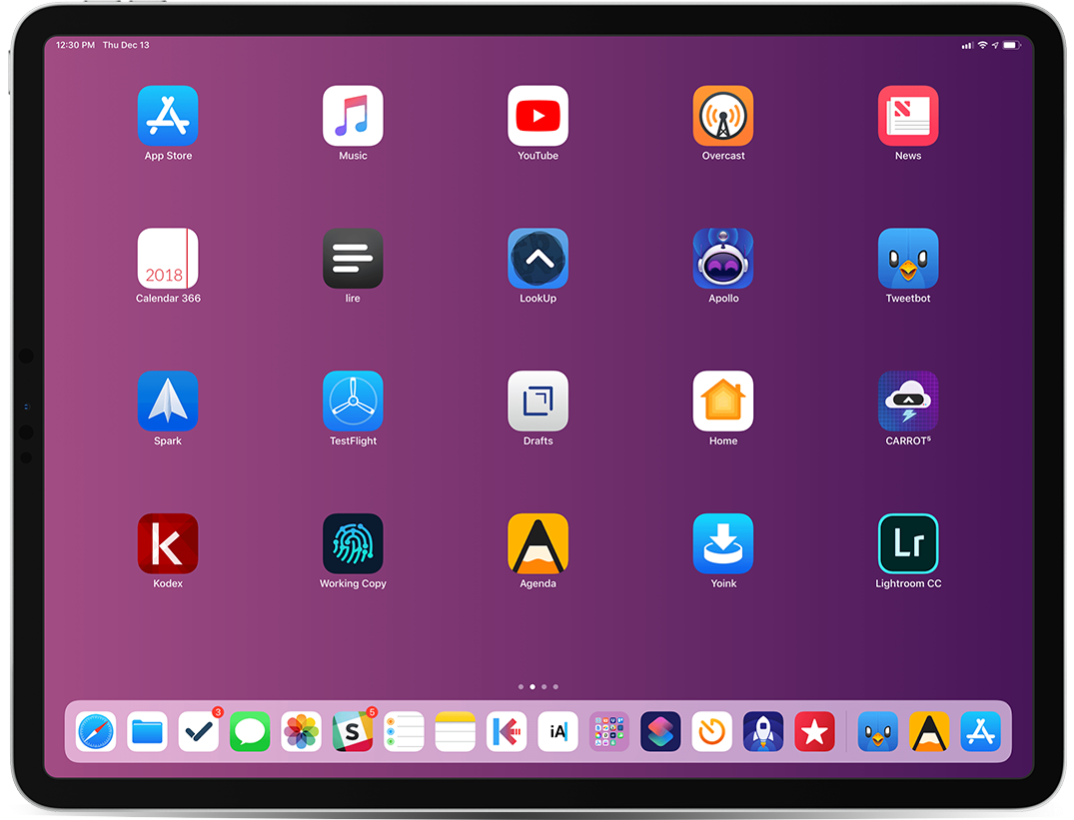 12:30 PM Thu Dec 13
App Store
Music
YouTube
Overcast
News
2018
Calendar 366
lire
LookUp
Apollo
Tweetbot
Spark
TestFlight
Drafts
Home
CARROT⁵
k
Kodex
Working Copy
Agenda
Yoink
Lr
Lightroom CC
3
S
5
iA